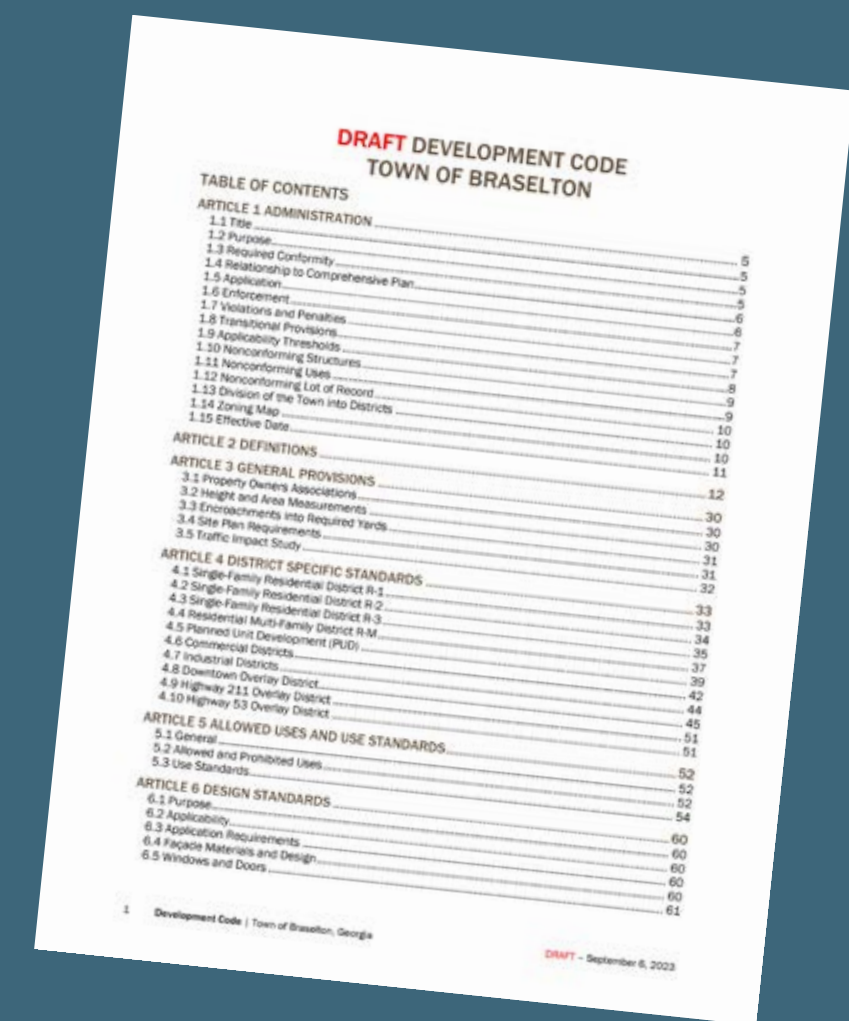 DRAFT DEVELOPMENT CODE
TOWN OF BRASELTON
TABLE OF CONTENTS
ARTICLE 1 ADMINISTRATION 5
1.1 Title 5
1.2 Purpose 5
1.3 Required Conformity 5
1.4 Relationship to Comprehensive Plan 6
1.5 Application 6
1.6 Enforcement 7
1.7 Violations and Penalties 7
1.8 Transitional Provisions 7
1.9 Applicability Thresholds 8
1.10 Nonconforming Structures 9
1.11 Nonconforming Uses 9
1.12 Nonconforming Lot of Record 10
1.13 Division of the Town into Districts 10
1.14 Zoning Map 10
1.15 Effective Date 11
ARTICLE 2 DEFINITIONS 12
ARTICLE 3 GENERAL PROVISIONS 30
3.1 Property Owners Associations 30
3.2 Height and Area Measurements 30
3.3 Encroachments into Required Yards 31
3.4 Site Plan Requirements 31
3.5 Traffic Impact Study 32
ARTICLE 4 DISTRICT SPECIFIC STANDARDS 33
4.1 Single-Family Residential District R-1 33
4.2 Single-Family Residential District R-2 34
4.3 Single-Family Residential District R-3 35
4.4 Residential Multi-Family District R-M 37
4.5 Planned Unit Development (PUD) 39
4.6 Commercial Districts 42
4.7 Industrial Districts 44
4.8 Downtown Overlay District 45
4.9 Highway 211 Overlay District 51
4.10 Highway 53 Overlay District 51
ARTICLE 5 ALLOWED USES AND USE STANDARDS 52
5.1 General 52
5.2 Allowed and Prohibited Uses 52
5.3 Use Standards 54
ARTICLE 6 DESIGN STANDARDS 60
6.1 Purpose 60
6.2 Applicability 60
6.3 Application Requirements 60
6.4 Façade Materials and Design 60
6.5 Windows and Doors 61
1 Development Code | Town of Braselton, Georgia
DRAFT – September 6, 2023